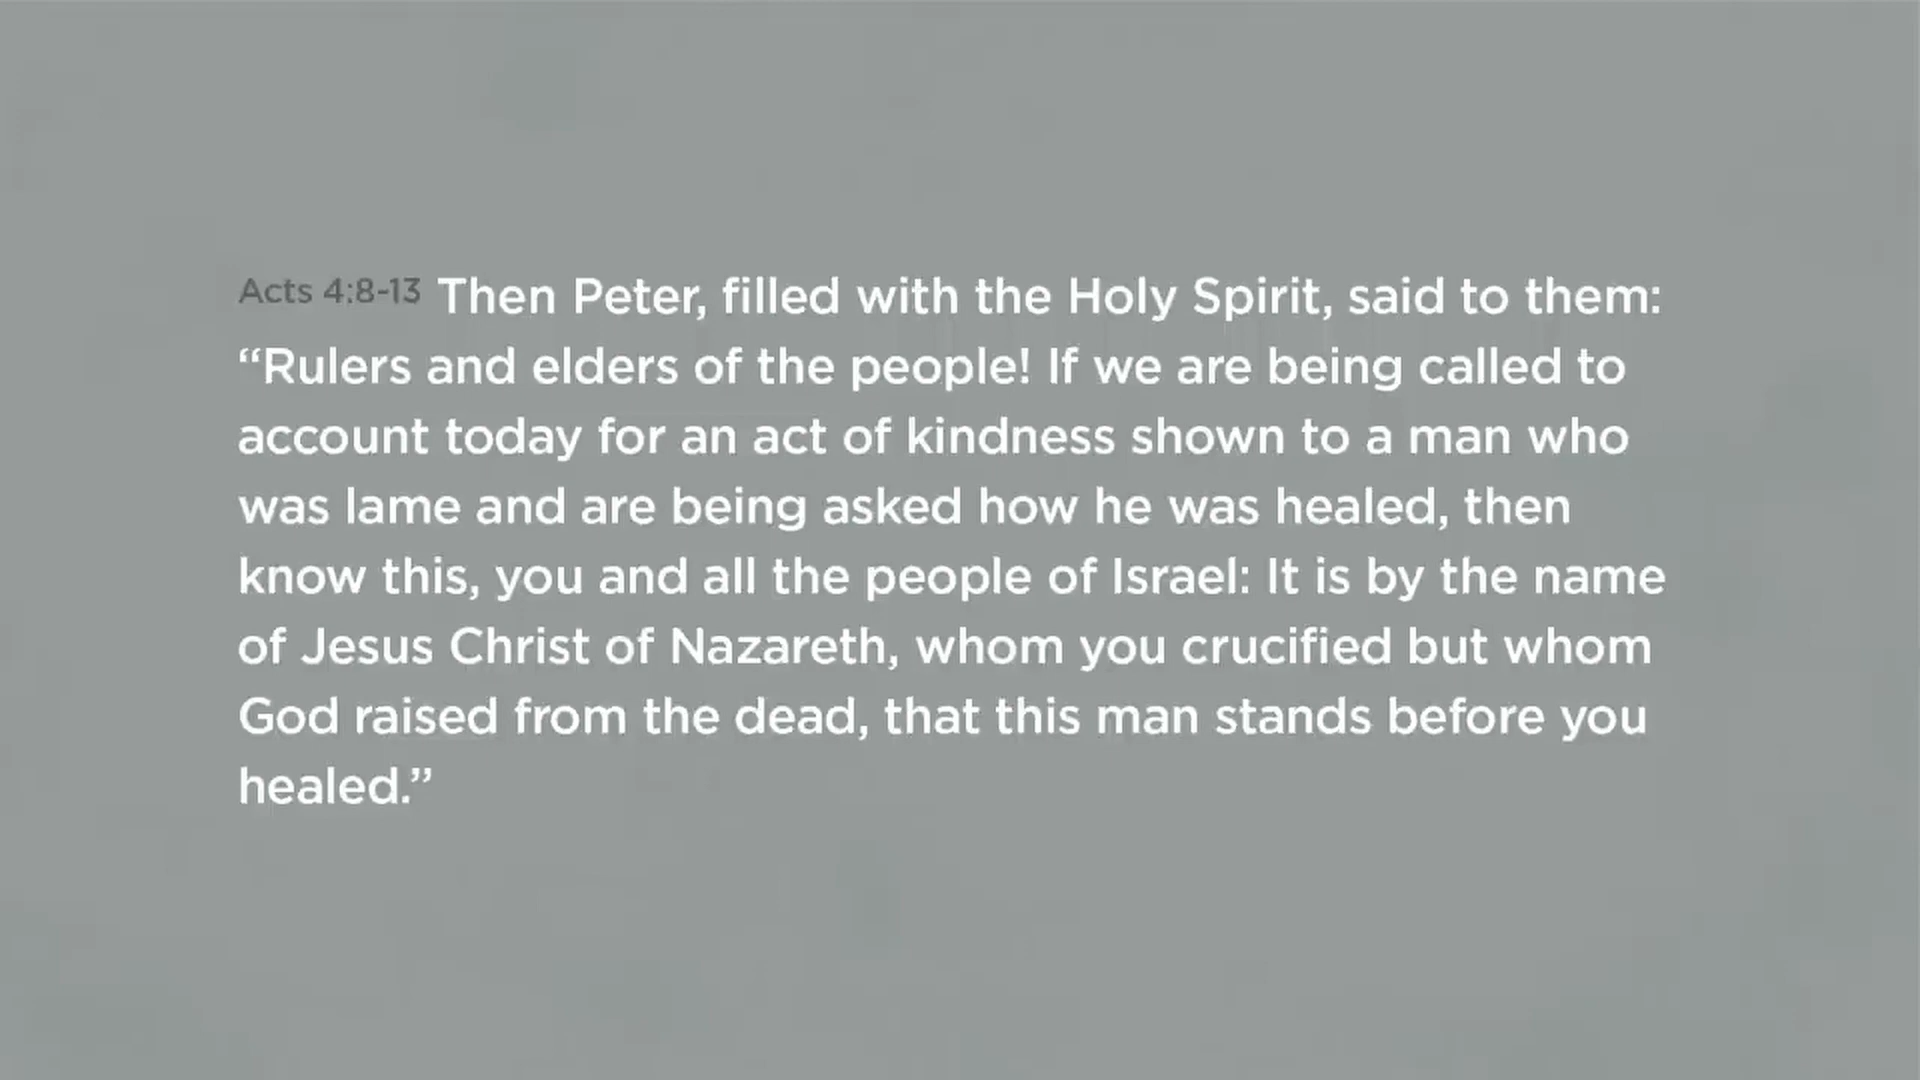 Acts 4:8-13 Then Peter, filled with the Holy Spirit, said to them:
“Rulers and elders of the people! If we are being called to
account today for an act of kindness shown to a man who
was lame and are being asked how he was healed, then
know this, you and all the people of Israel: It is by the name
of Jesus Christ of Nazareth, whom you crucified but whom
God raised from the dead, that this man stands before you
healed.”